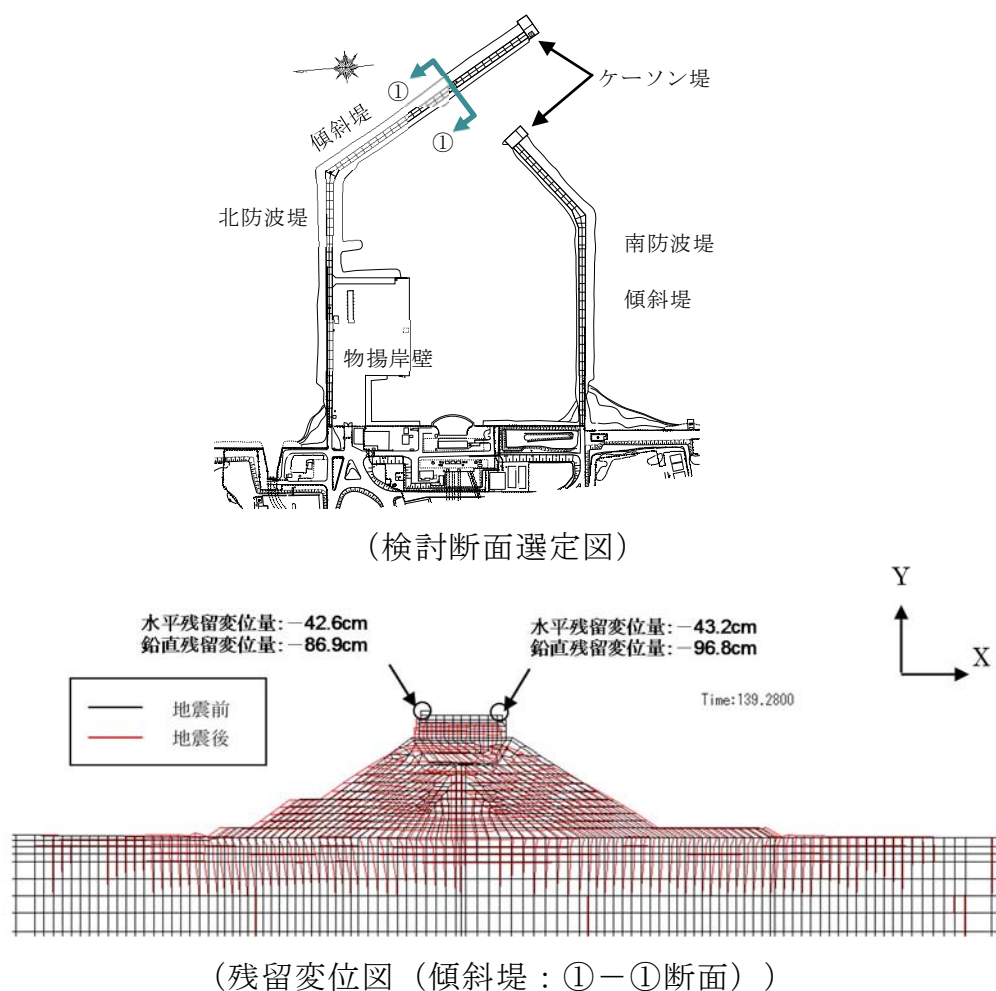 ケーソン堤
①
傾斜堤
①
北防波堤
南防波堤
傾斜堤
物揚岸壁
(検討断面選定図)
Y
X
水平残留変位量:-42.6cm
鉛直残留変位量:-86.9cm
水平残留変位量:-43.2cm
鉛直残留変位量:-96.8cm
Time:139.2800
地震前
地震後
(残留変位図(傾斜堤:①-①断面))